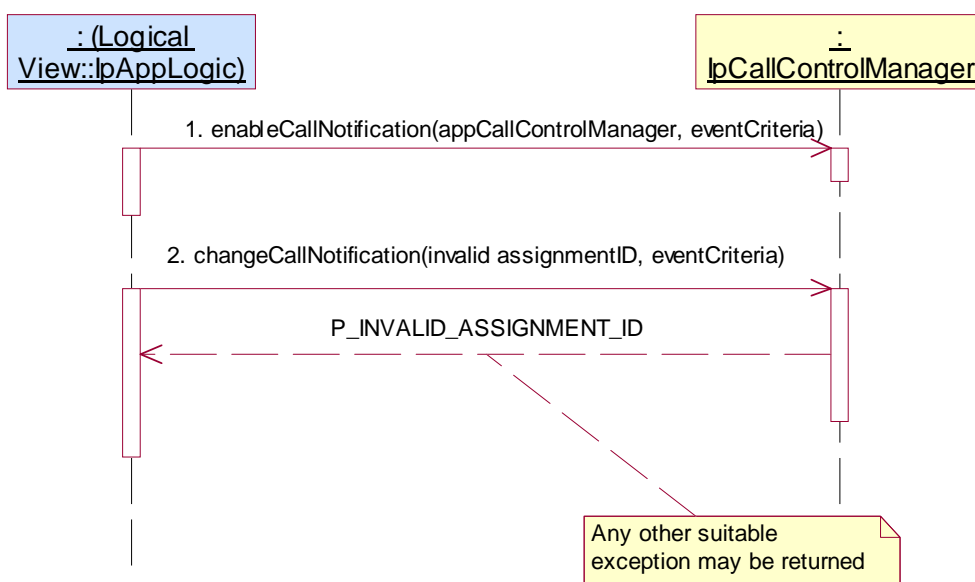 : (Logical
View::IpAppLogic)
:
IpCallControlManager
1. enableCallNotification(appCallControlManager, eventCriteria)
2. changeCallNotification(invalid assignmentID, eventCriteria)
P_INVALID_ASSIGNMENT_ID
Any other suitable
exception may be returned